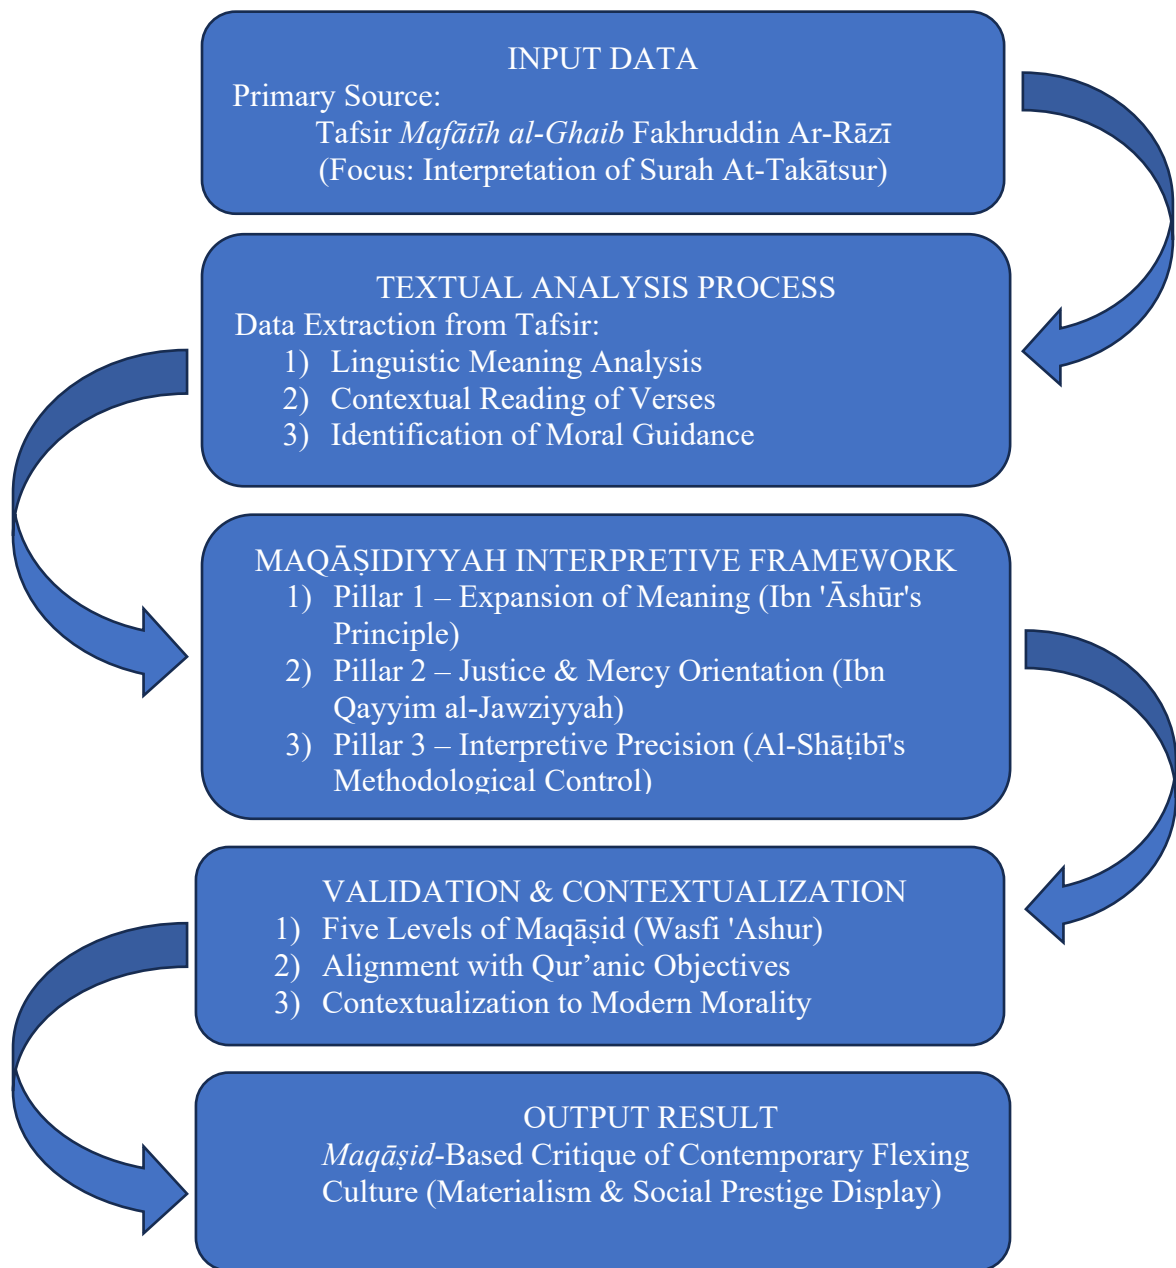 INPUT DATA
Primary Source:
Tafsir Mafātīh al-Ghaib Fakhruddin Ar-Rāzī
(Focus: Interpretation of Surah At-Takātsur)
TEXTUAL ANALYSIS PROCESS
Data Extraction from Tafsir:
1) Linguistic Meaning Analysis
2) Contextual Reading of Verses
3) Identification of Moral Guidance
MAQĀṢIDIYYAH INTERPRETIVE FRAMEWORK
1) Pillar 1 – Expansion of Meaning (Ibn 'Āshūr's
Principle)
2) Pillar 2 – Justice & Mercy Orientation (Ibn
Qayyim al-Jawziyyah)
3) Pillar 3 – Interpretive Precision (Al-Shāṭibī's
Methodological Control)
VALIDATION & CONTEXTUALIZATION
1) Five Levels of Maqāṣid (Wasfi 'Ashur)
2) Alignment with Qur’anic Objectives
3) Contextualization to Modern Morality
OUTPUT RESULT
Maqāṣid-Based Critique of Contemporary Flexing
Culture (Materialism & Social Prestige Display)